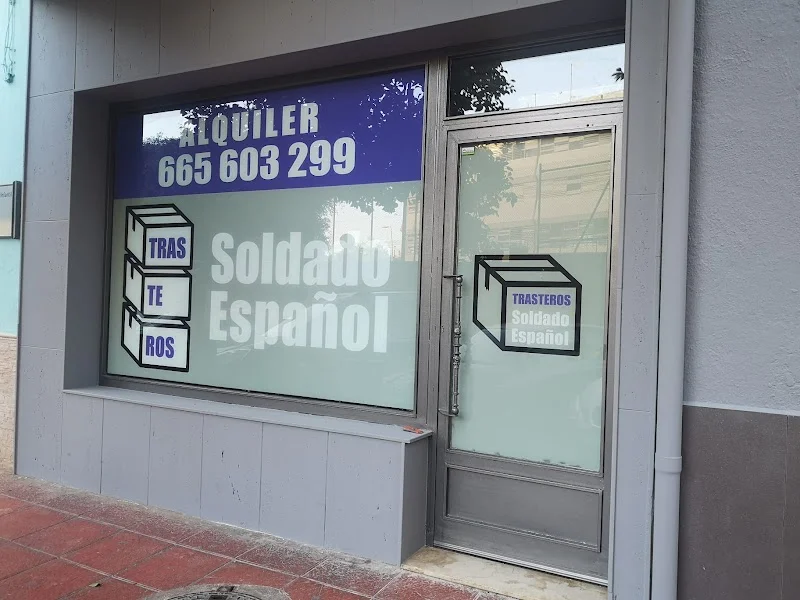 ALQUILER
665 603 299
TRAS
TE
ROS
Soldado
Español
TRASTEROS
Soldado
Español